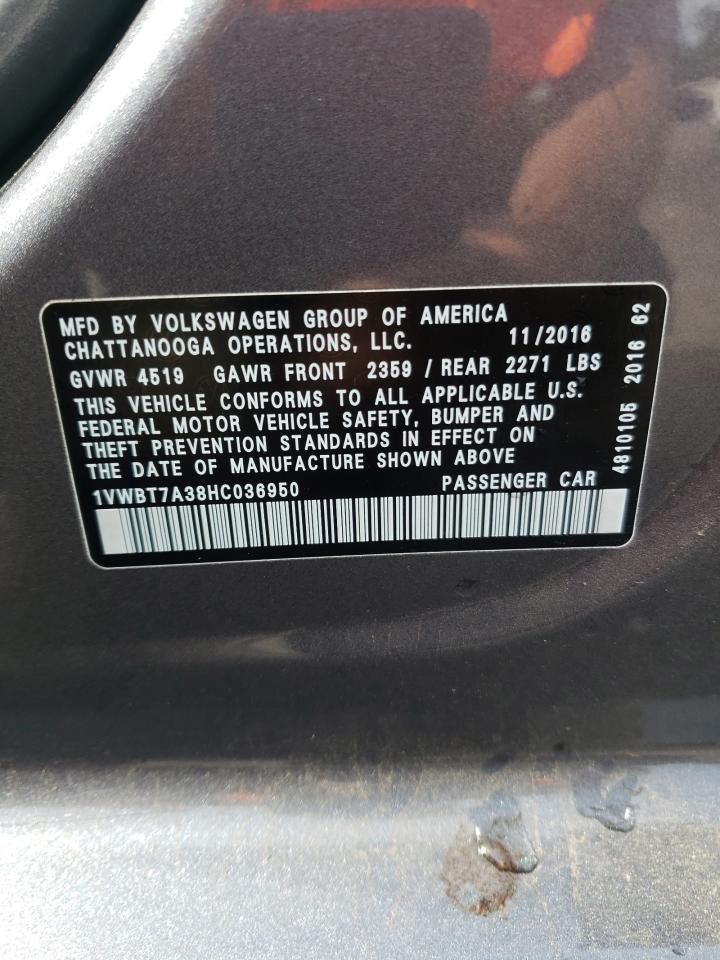 MFD BY VOLKSWAGEN GROUP OF AMERICA
CHATTANOOGA OPERATIONS, LLC. 11/2016
GVWR 4519 GAWR FRONT 2359 / REAR 2271 LBS
THIS VEHICLE CONFORMS TO ALL APPLICABLE U.S.
FEDERAL MOTOR VEHICLE SAFETY, BUMPER AND
THEFT PREVENTION STANDARDS IN EFFECT ON
THE DATE OF MANUFACTURE SHOWN ABOVE
1VWBT7A38HC036950 PASSENGER CAR
4810105 2016 62